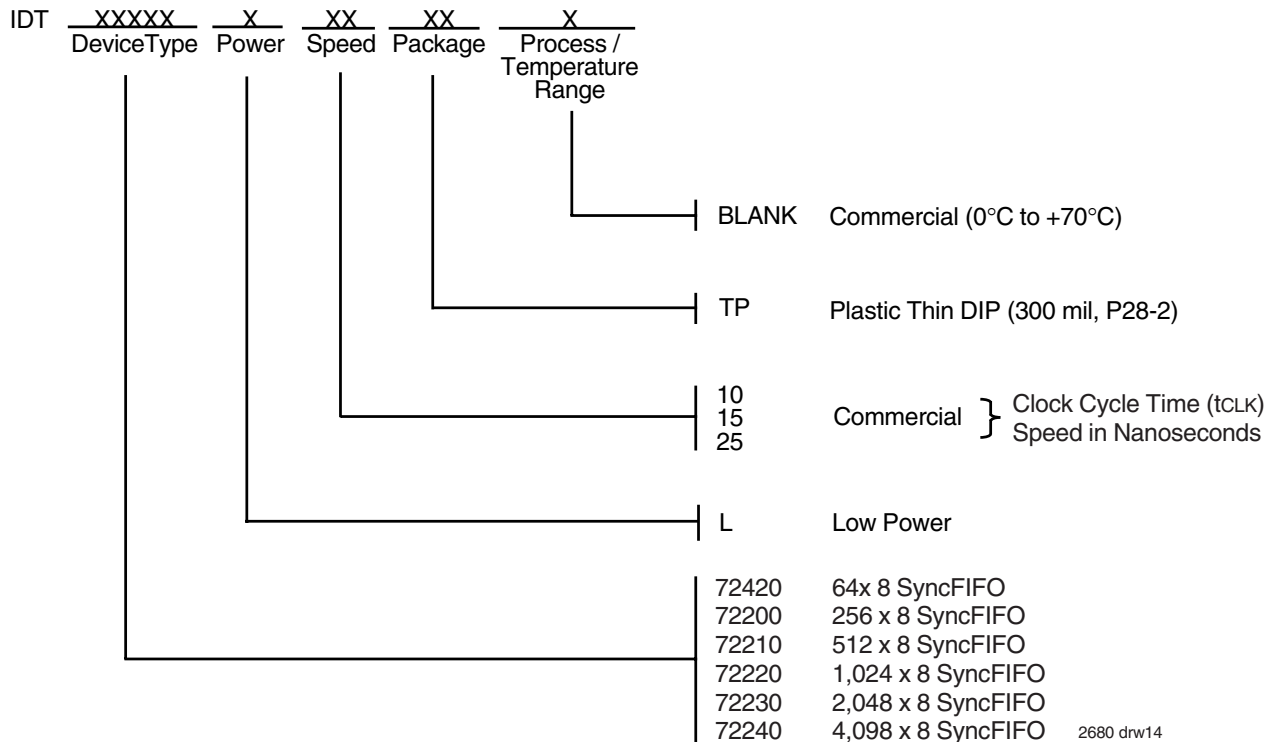 IDT XXXXX X XX XX X
DeviceType Power Speed Package Process /
Temperature
Range
BLANK Commercial (0°C to +70°C)
TP Plastic Thin DIP (300 mil, P28-2)
10
15
25
Commercial } Clock Cycle Time (tCLK)
Speed in Nanoseconds
L Low Power
72420 64x 8 SyncFIFO
72200 256 x 8 SyncFIFO
72210 512 x 8 SyncFIFO
72220 1,024 x 8 SyncFIFO
72230 2,048 x 8 SyncFIFO
72240 4,098 x 8 SyncFIFO 2680 drw14